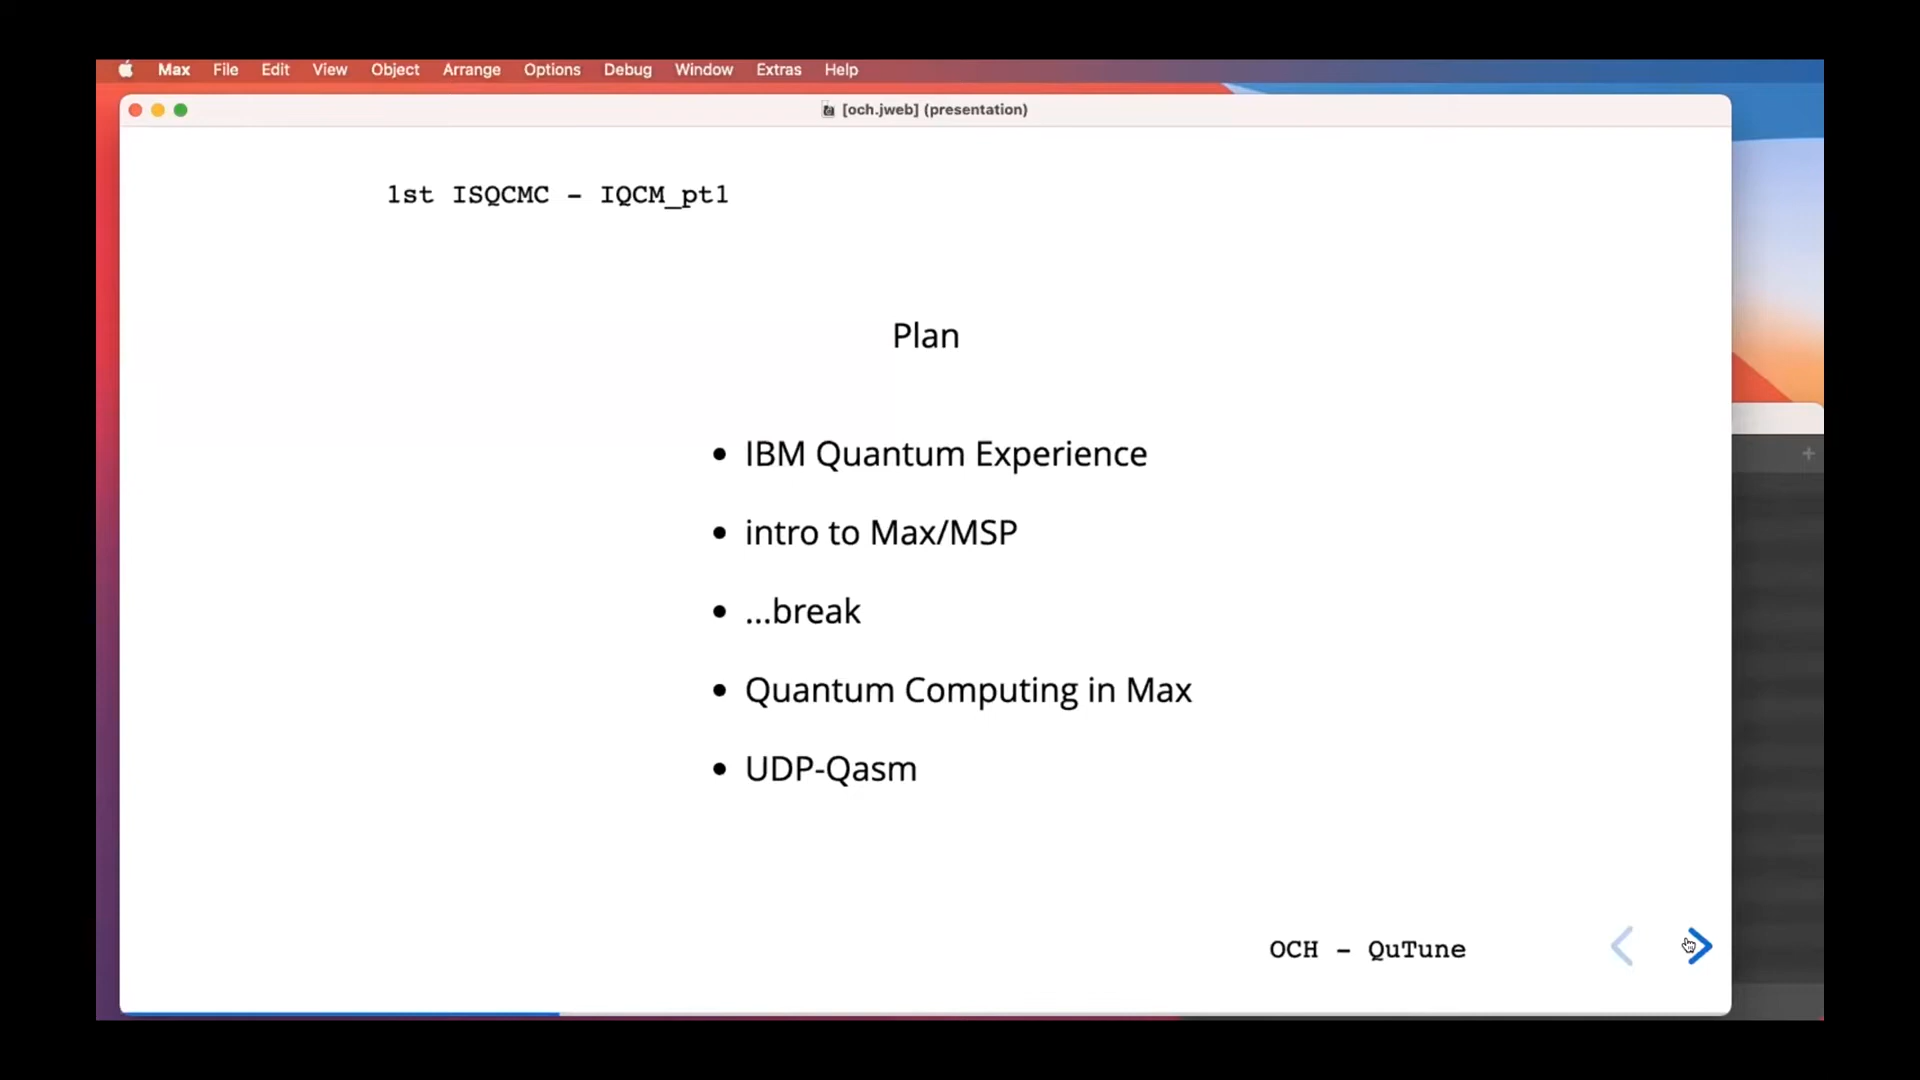 Max File Edit View Object Arrange Options Debug Window Extras Help
[och.jweb] (presentation)
1st ISQCMC - IQCM_pt1
Plan
• IBM Quantum Experience
• intro to Max/MSP
• ...break
• Quantum Computing in Max
• UDP-Qasm
OCH - QuTune